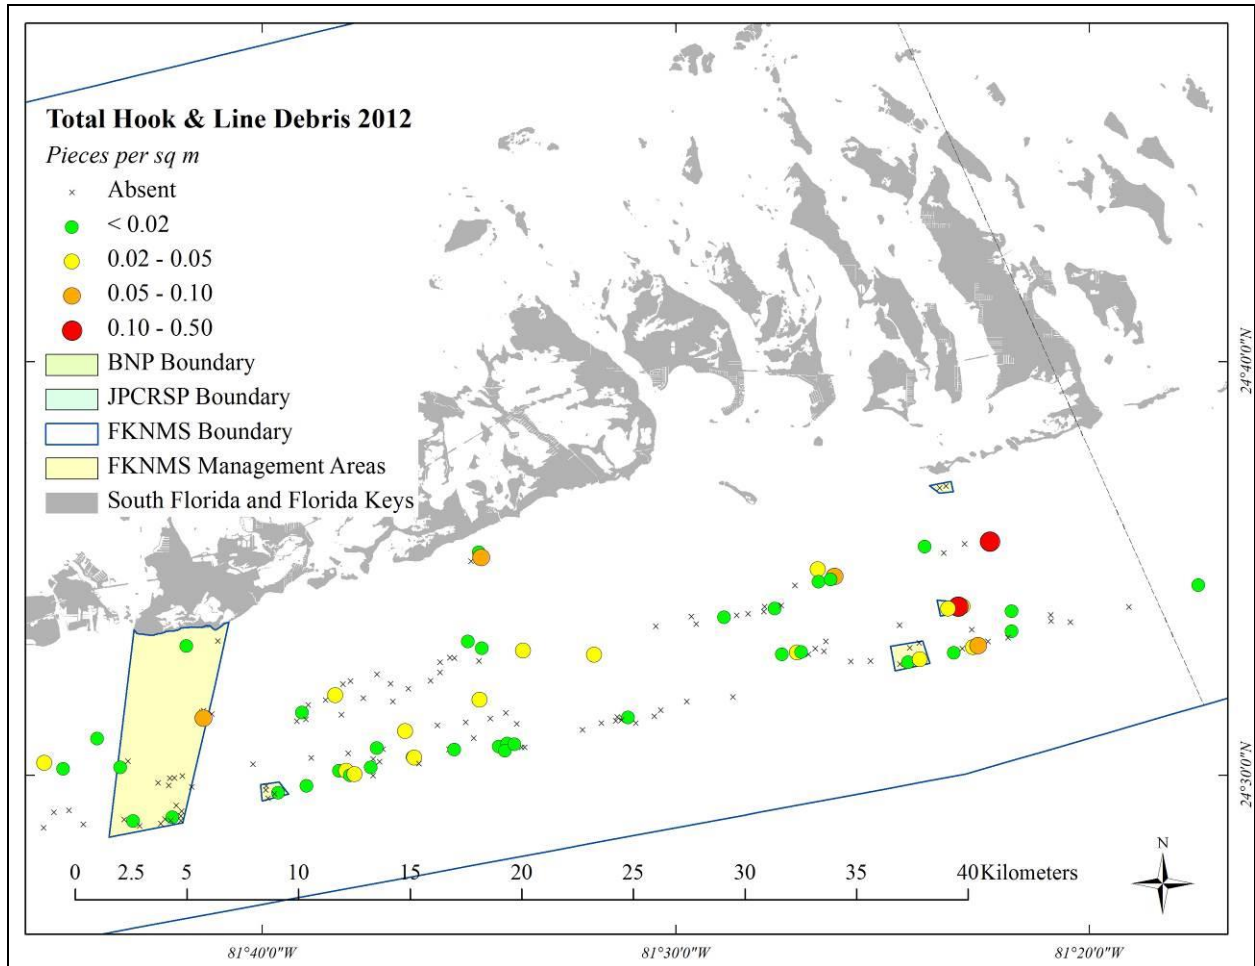 Total Hook & Line Debris 2012
Pieces per sq m
Absent
< 0.02
0.02 - 0.05
0.05 - 0.10
0.10 - 0.50
BNP Boundary
JPCRSP Boundary
FKNMS Boundary
FKNMS Management Areas
South Florida and Florida Keys
24°40'0"N
24°30'0"N
0 2.5 5 10 15 20 25 30 35 40 Kilometers
N
81°40'0"W 81°30'0"W 81°20'0"W